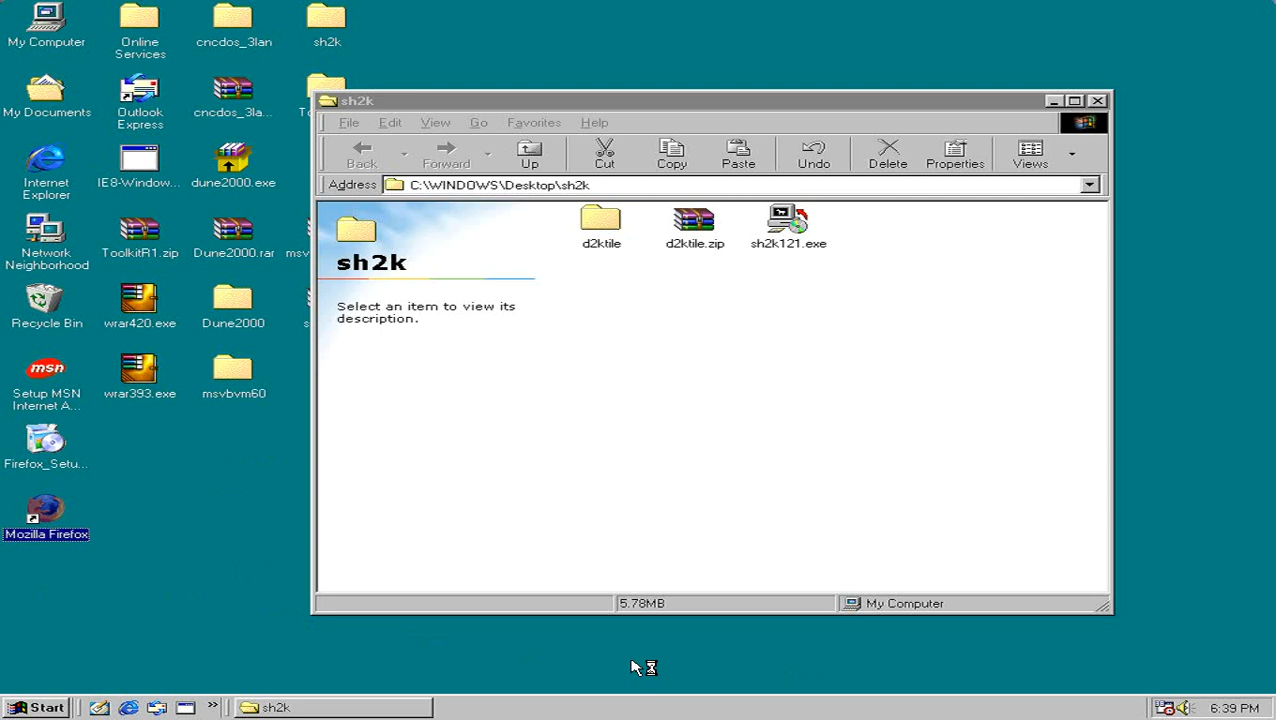 My Computer
Online
Services
cncdos_3lan
sh2k
My Documents
Outlook
Express
cncdos_3la...
Internet
Explorer
IE8-Window...
dune2000.exe
Network
Neighborhood
ToolkitR1.zip
Dune2000.rar
Recycle Bin
wrar420.exe
Dune2000
msn
Setup MSN
Internet A...
wrar393.exe
msvbvm60
Firefox_Setu...
Mozilla Firefox
sh2k
File Edit View Go Favorites Help
Back Forward Up Cut Copy Paste Undo Delete Properties Views
Address C:\WINDOWS\Desktop\sh2k
sh2k
Select an item to view its
description.
d2ktile d2ktile.zip sh2k121.exe
5.78MB My Computer
Start » sh2k 6:39 PM